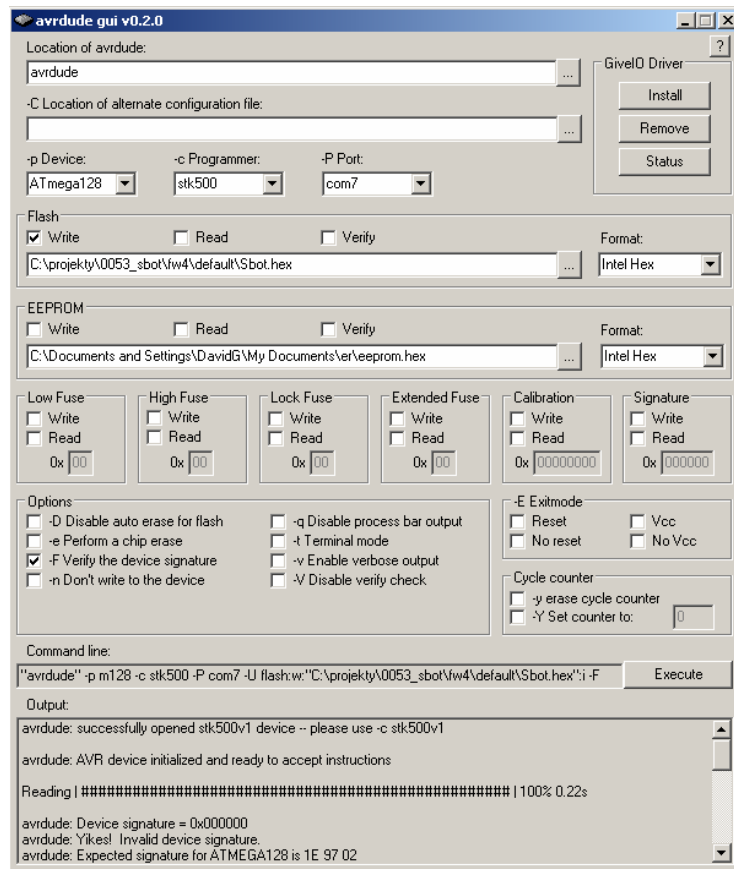 avrdude gui v0.2.0
Location of avrdude:
?
avrdude
...
GiveIO Driver
Install
-C Location of alternate configuration file:
...
Remove
Status
-p Device:
-c Programmer:
-P Port:
ATmega128
stk500
com7
Flash
Write
Read
Verify
Format:
C:\projekty\0053_sbot\fw4\default\Sbot.hex
...
Intel Hex
EEPROM
Write
Read
Verify
Format:
C:\Documents and Settings\DavidG\My Documents\er\eeprom.hex
...
Intel Hex
Low Fuse
Write
Read
0x 00
High Fuse
Write
Read
0x 00
Lock Fuse
Write
Read
0x 00
Extended Fuse
Write
Read
0x 00
Calibration
Write
Read
0x 00000000
Signature
Write
Read
0x 000000
Options
-D Disable auto erase for flash
-e Perform a chip erase
-F Verify the device signature
-n Don't write to the device
-q Disable process bar output
-t Terminal mode
-v Enable verbose output
-V Disable verify check
-E Exitmode
Reset
Vcc
No reset
No Vcc
Cycle counter
-y erase cycle counter
-Y Set counter to:
0
Command line:
"avrdude" -p m128 -c stk500 -P com7 -U flash:w:"C:\projekty\0053_sbot\fw4\default\Sbot.hex":i -F
Execute
Output:
avrdude: successfully opened stk500v1 device -- please use -c stk500v1
avrdude: AVR device initialized and ready to accept instructions
Reading | ################################################## | 100% 0.22s
avrdude: Device signature = 0x000000
avrdude: Yikes! Invalid device signature.
avrdude: Expected signature for ATMEGA128 is 1E 97 02